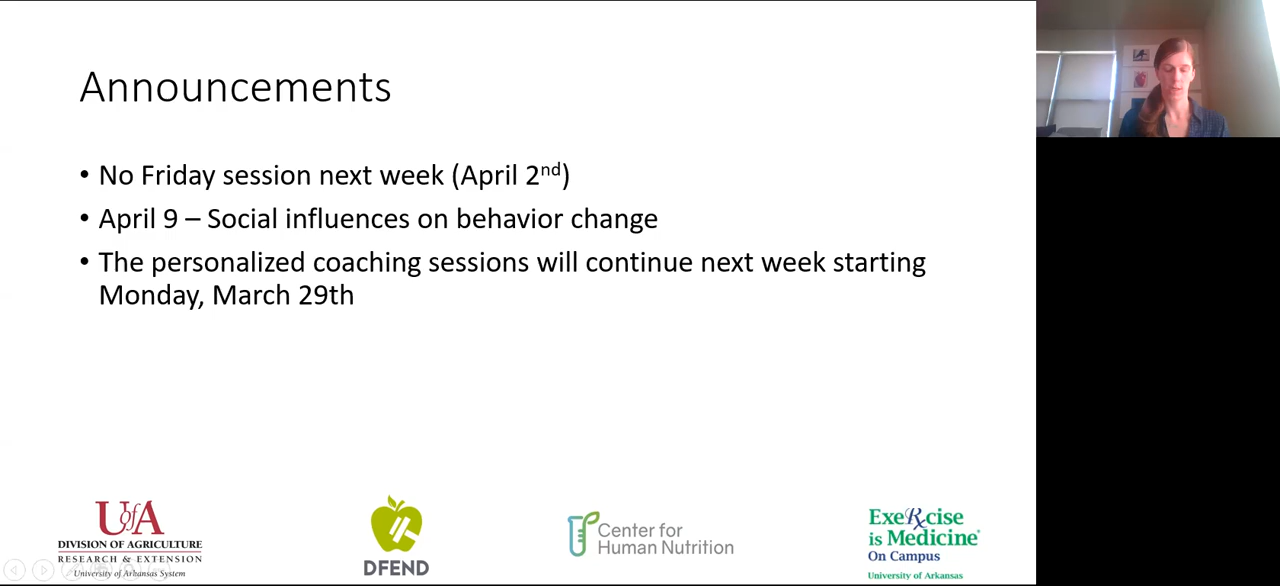 Announcements
• No Friday session next week (April 2nd)
• April 9 – Social influences on behavior change
• The personalized coaching sessions will continue next week starting
Monday, March 29th
UofA
DIVISION OF AGRICULTURE
RESEARCH & EXTENSION
University of Arkansas System
DFEND
Center for
Human Nutrition
ExeRxcise
is Medicine®
On Campus
University of Arkansas